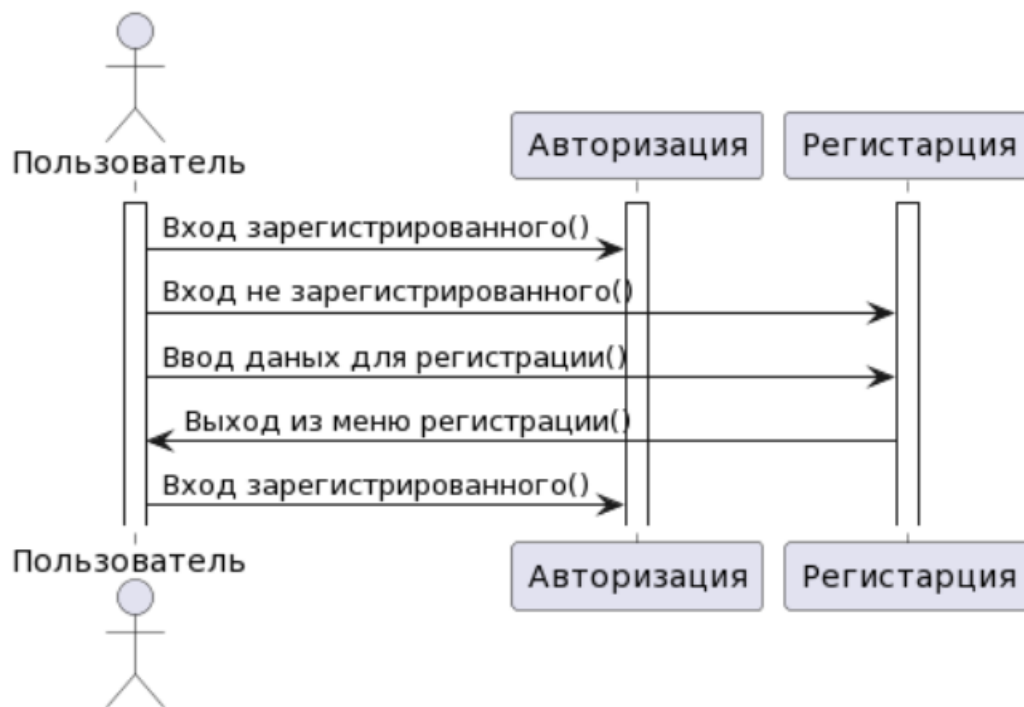 Пользователь
Авторизация
Регистарция
Вход зарегистрированного()
Вход не зарегистрированного()
Ввод даных для регистрации()
Выход из меню регистрации()
Вход зарегистрированного()
Пользователь
Авторизация
Регистарция